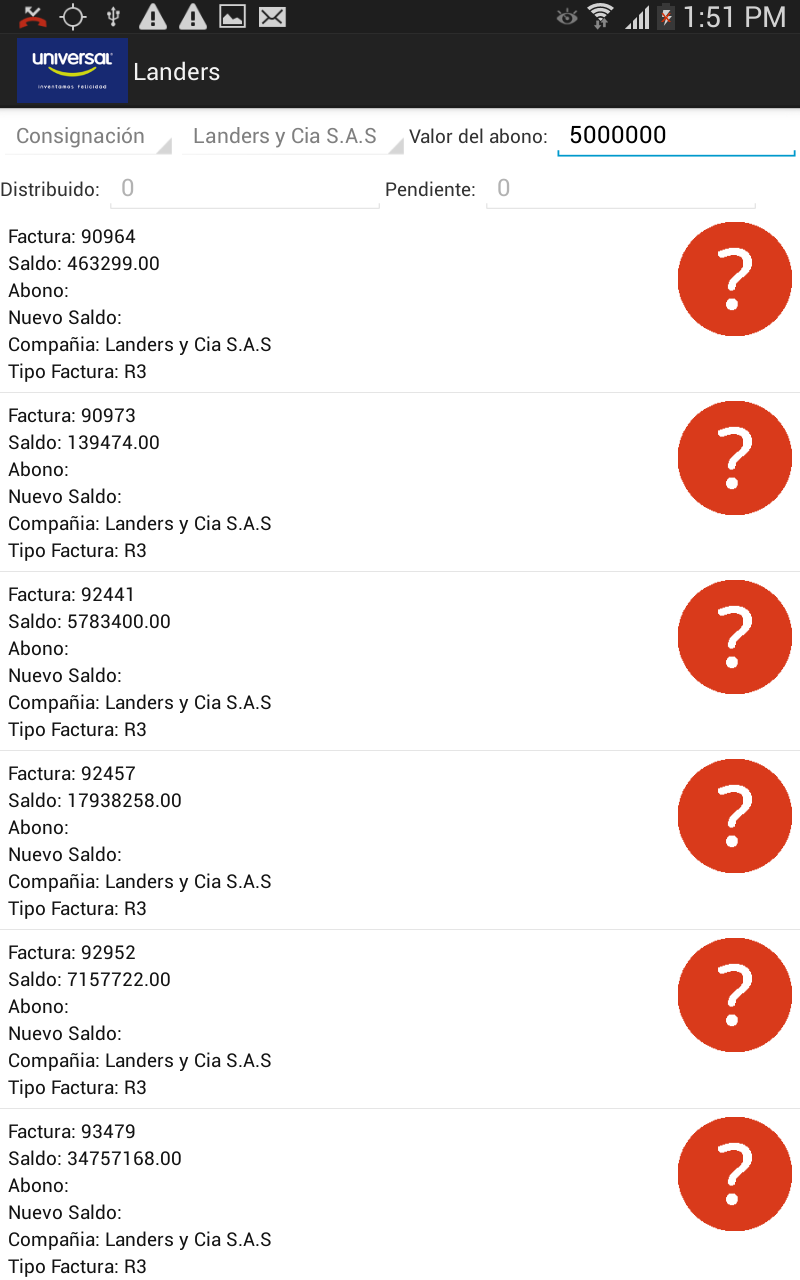 1:51 PM
universal
inventamos felicidad
Landers
Consignación Landers y Cia S.A.S Valor del abono: 5000000
Distribuido: 0 Pendiente: 0
Factura: 90964
Saldo: 463299.00
Abono:
Nuevo Saldo:
Compañia: Landers y Cia S.A.S
Tipo Factura: R3
?
Factura: 90973
Saldo: 139474.00
Abono:
Nuevo Saldo:
Compañia: Landers y Cia S.A.S
Tipo Factura: R3
?
Factura: 92441
Saldo: 5783400.00
Abono:
Nuevo Saldo:
Compañia: Landers y Cia S.A.S
Tipo Factura: R3
?
Factura: 92457
Saldo: 17938258.00
Abono:
Nuevo Saldo:
Compañia: Landers y Cia S.A.S
Tipo Factura: R3
?
Factura: 92952
Saldo: 7157722.00
Abono:
Nuevo Saldo:
Compañia: Landers y Cia S.A.S
Tipo Factura: R3
?
Factura: 93479
Saldo: 34757168.00
Abono:
Nuevo Saldo:
Compañia: Landers y Cia S.A.S
Tipo Factura: R3
?